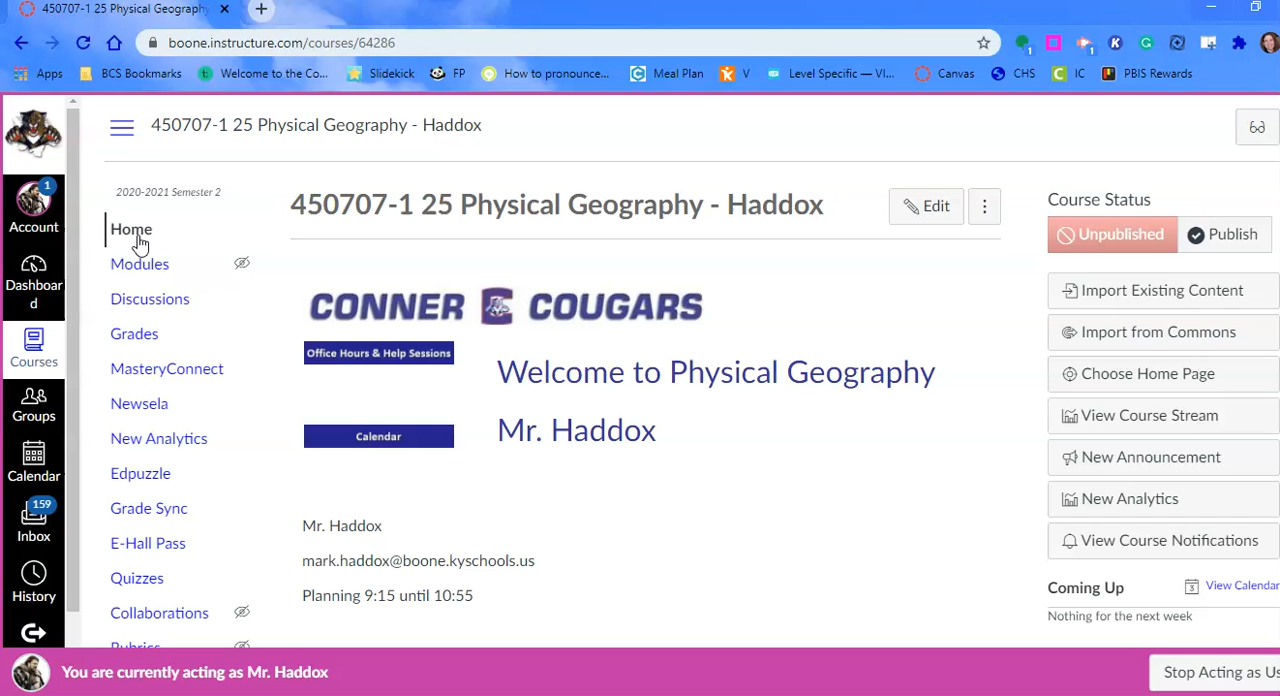 450707-1 25 Physical Geography
boone.instructure.com/courses/64286
Apps BCS Bookmarks Welcome to the Co... Slidekick FP How to pronounce... Meal Plan V Level Specific — VI... Canvas CHS IC PBIS Rewards
450707-1 25 Physical Geography - Haddox
2020-2021 Semester 2
1
Account
Dashboar
d
Courses
Groups
Calendar
159
Inbox
History
Home
Modules
Discussions
Grades
MasteryConnect
Newsela
New Analytics
Edpuzzle
Grade Sync
E-Hall Pass
Quizzes
Collaborations
Rubrics
450707-1 25 Physical Geography - Haddox
Edit
CONNER COUGARS
Office Hours & Help Sessions
Welcome to Physical Geography
Calendar
Mr. Haddox
Mr. Haddox
mark.haddox@boone.kyschools.us
Planning 9:15 until 10:55
Course Status
Unpublished Publish
Import Existing Content
Import from Commons
Choose Home Page
View Course Stream
New Announcement
New Analytics
View Course Notifications
Coming Up View Calendar
Nothing for the next week
You are currently acting as Mr. Haddox
Stop Acting as Us